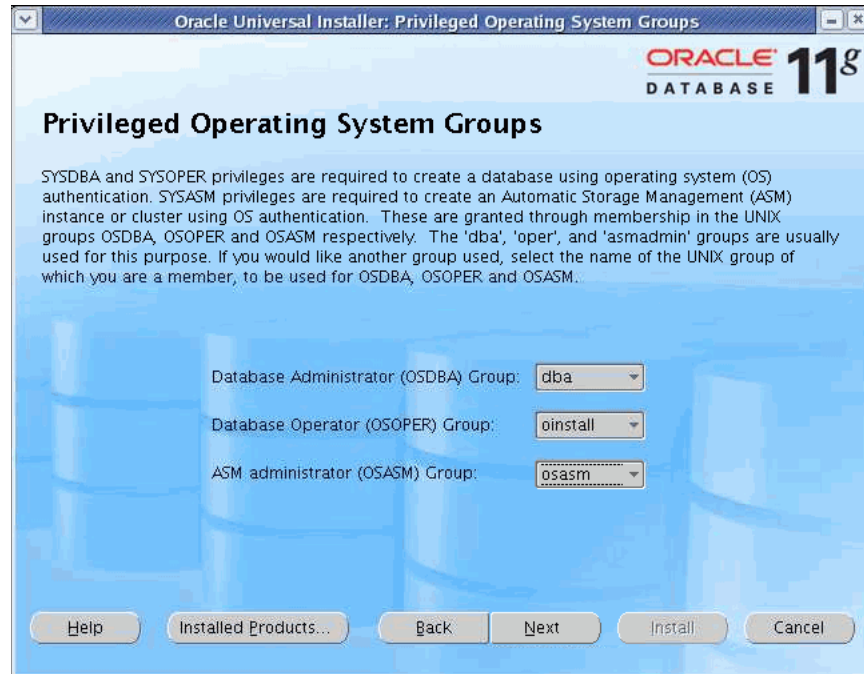 Oracle Universal Installer: Privileged Operating System Groups
ORACLE 11g
DATABASE
Privileged Operating System Groups
SYSDBA and SYSOPER privileges are required to create a database using operating system (OS)
authentication. SYSASM privileges are required to create an Automatic Storage Management (ASM)
instance or cluster using OS authentication. These are granted through membership in the UNIX
groups OSDBA, OSOPER and OSASM respectively. The 'dba', 'oper', and 'asmadmin' groups are usually
used for this purpose. If you would like another group used, select the name of the UNIX group of
which you are a member, to be used for OSDBA, OSOPER and OSASM.
Database Administrator (OSDBA) Group: dba
Database Operator (OSOPER) Group: oinstall
ASM administrator (OSASM) Group: osasm
Help Installed Products... Back Next Install Cancel